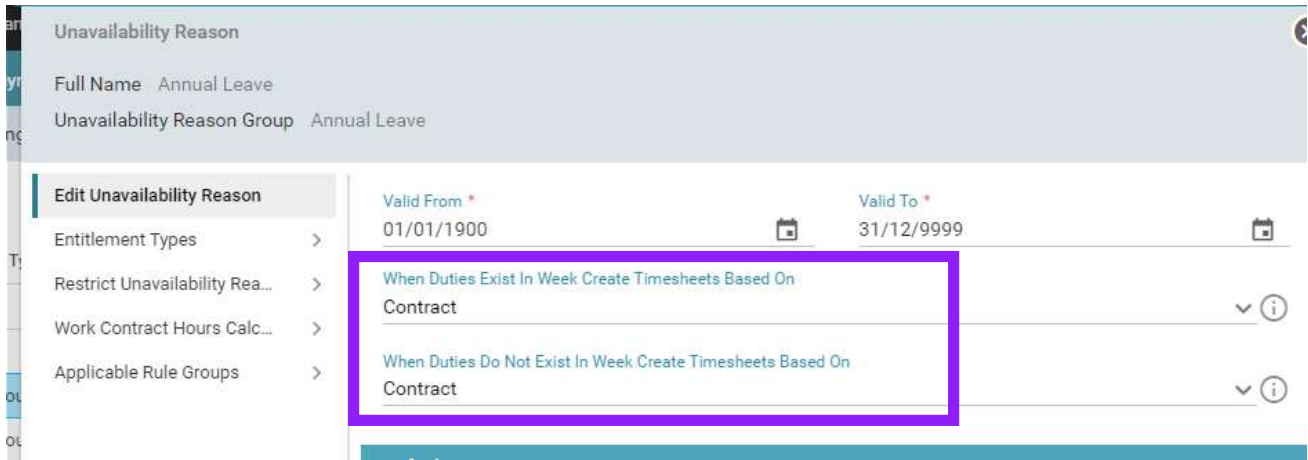 Unavailability Reason
Full Name Annual Leave
Unavailability Reason Group Annual Leave
Edit Unavailability Reason
Entitlement Types
Restrict Unavailability Rea...
Work Contract Hours Calc...
Applicable Rule Groups
Valid From *
Valid To *
01/01/1900
31/12/9999
When Duties Exist In Week Create Timesheets Based On
Contract
When Duties Do Not Exist In Week Create Timesheets Based On
Contract